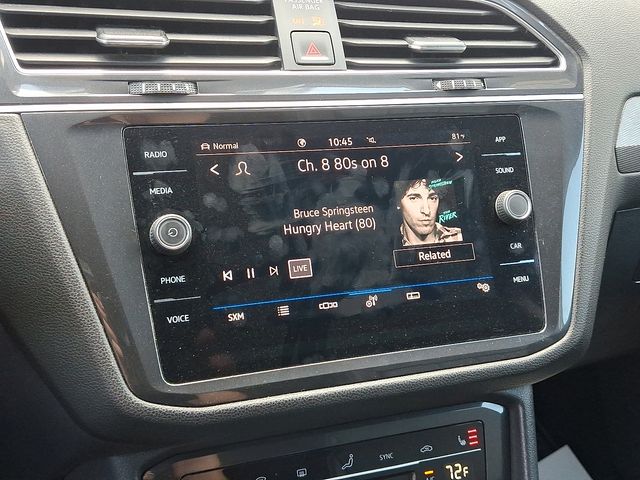 PASSENGER
AIR BAG
RADIO
MEDIA
PHONE
VOICE
Normal
10:45
81°F
APP
SOUND
CAR
MENU
< Ch. 8 80s on 8 >
Bruce Springsteen
Hungry Heart (80)
THE
RIVER
Related
LIVE
SXM
SYNC
72°F